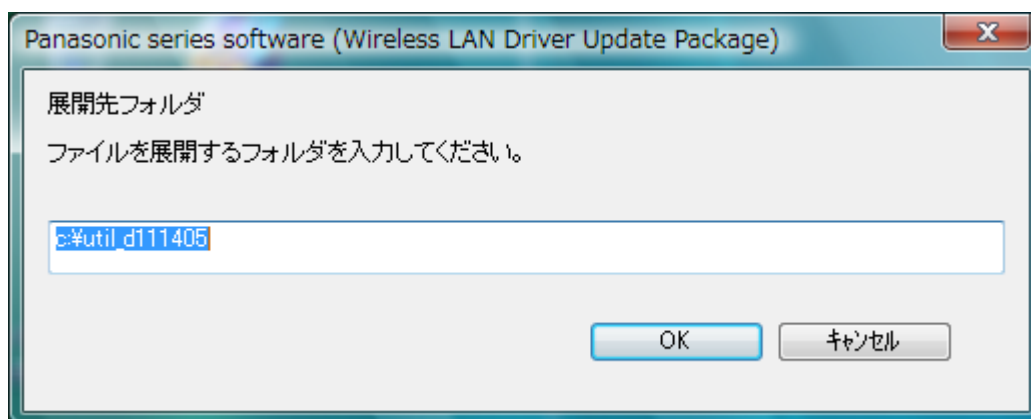 Panasonic series software (Wireless LAN Driver Update Package)
展開先フォルダ
ファイルを展開するフォルダを入力してください。
c:¥util_d111405
OK
キャンセル